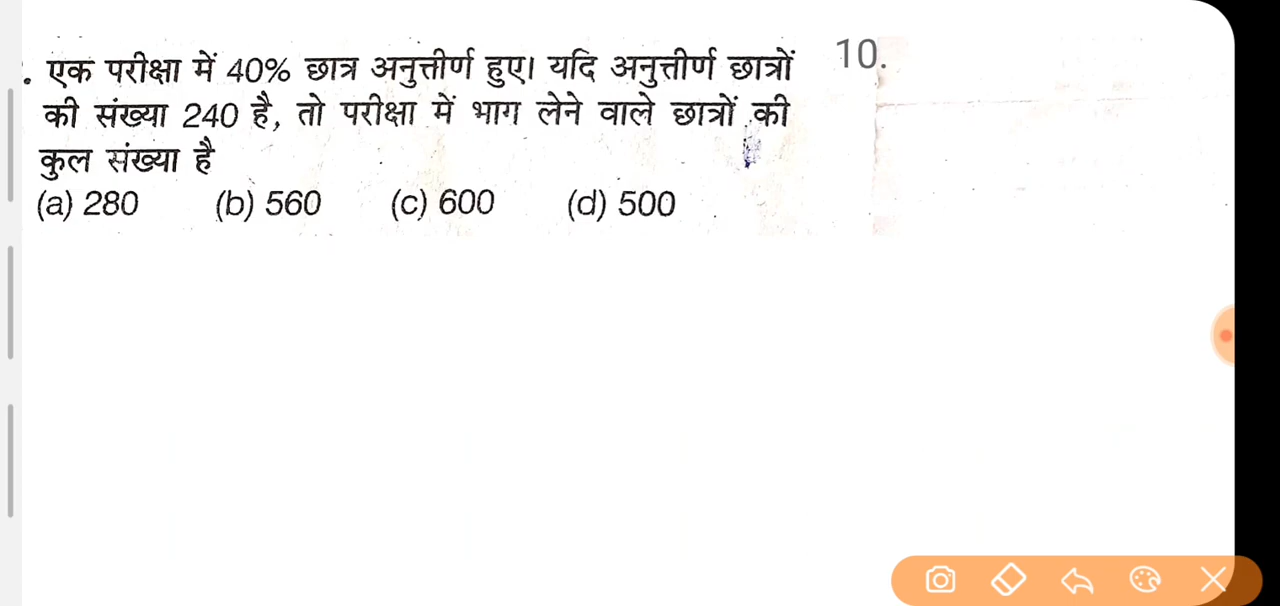 . एक परीक्षा में 40% छात्र अनुत्तीर्ण हुए। यदि अनुत्तीर्ण छात्रों
की संख्या 240 है, तो परीक्षा में भाग लेने वाले छात्रों की
कुल संख्या है
(a) 280 (b) 560 (c) 600 (d) 500
10.